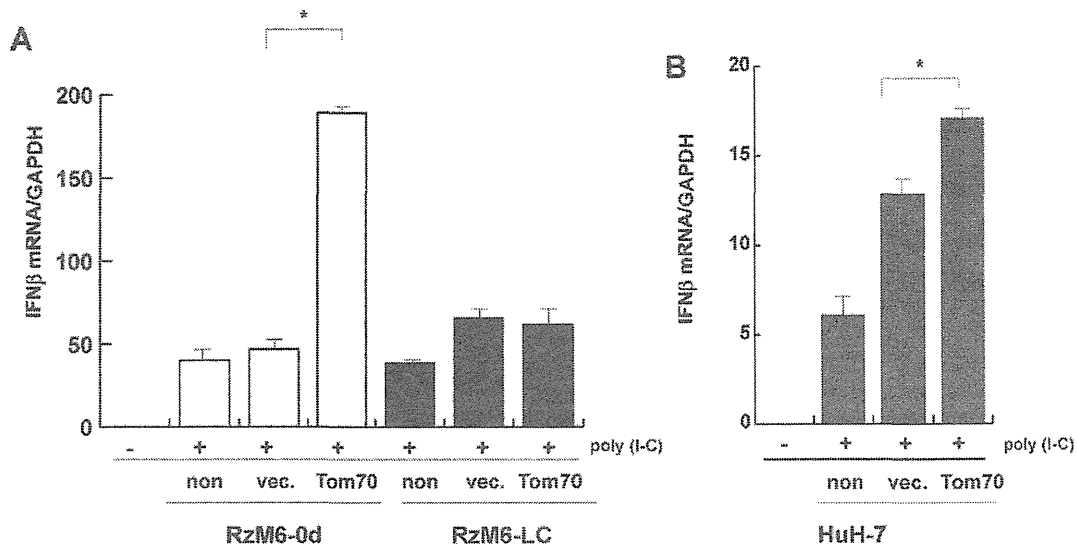 A
*
IFNβ mRNA/GAPDH
200
150
100
50
0
- + + + + + + poly (I-C)
non vec. Tom70 non vec. Tom70
RzM6-0d RzM6-LC
B
*
IFNβ mRNA/GAPDH
20
15
10
5
0
- + + + poly (I-C)
non vec. Tom70
HuH-7